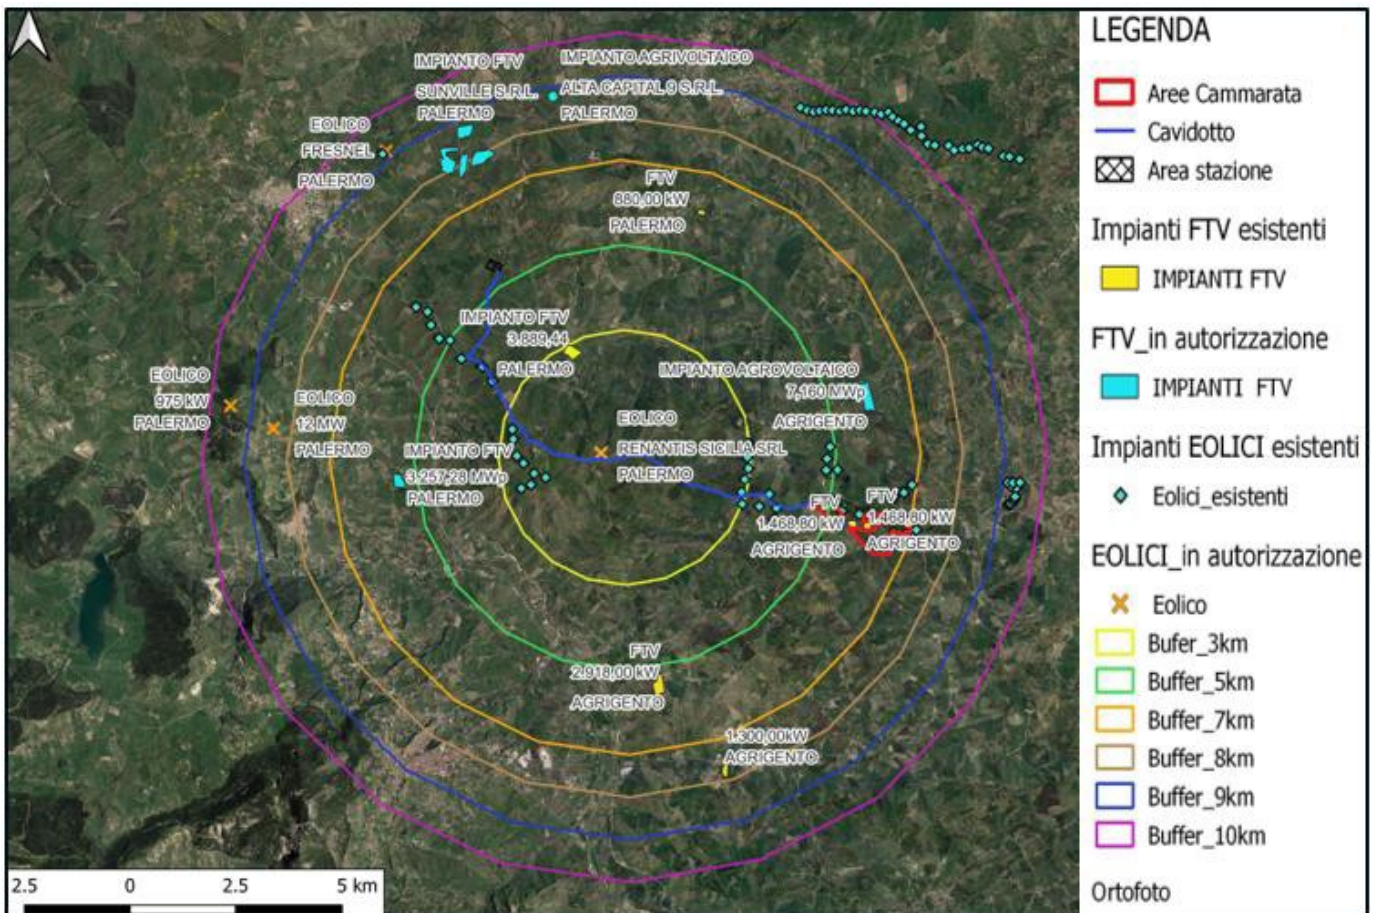 IMPIANTO FTV
SUNVILLE S.R.L.
PALERMO
IMPIANTO AGRIVOLTAICO
ALTA CAPITAL 9 S.R.L.
PALERMO
EOLICO
FRESNEL
PALERMO
FTV
880,00 kW
PALERMO
IMPIANTO FTV
3.889,44
PALERMO
IMPIANTO AGROVOLTAICO
7,160 MWp
AGRIGENTO
EOLICO
975 kW
PALERMO
EOLICO
12 MW
PALERMO
EOLICO
RENANTIS SICILIA SRL
PALERMO
IMPIANTO FTV
3.257,28 MWp
PALERMO
FTV
1.468,80 kW
AGRIGENTO
FTV
1.468,80 kW
AGRIGENTO
FTV
2.918,00 kW
AGRIGENTO
1.300,00kW
AGRIGENTO
2.5 0 2.5 5 km
LEGENDA
Aree Cammarata
Cavidotto
Area stazione
Impianti FTV esistenti
IMPIANTI FTV
FTV_in autorizzazione
IMPIANTI FTV
Impianti EOLICI esistenti
Eolici_esistenti
EOLICI_in autorizzazione
Eolico
Bufer_3km
Buffer_5km
Buffer_7km
Buffer_8km
Buffer_9km
Buffer_10km
Ortofoto